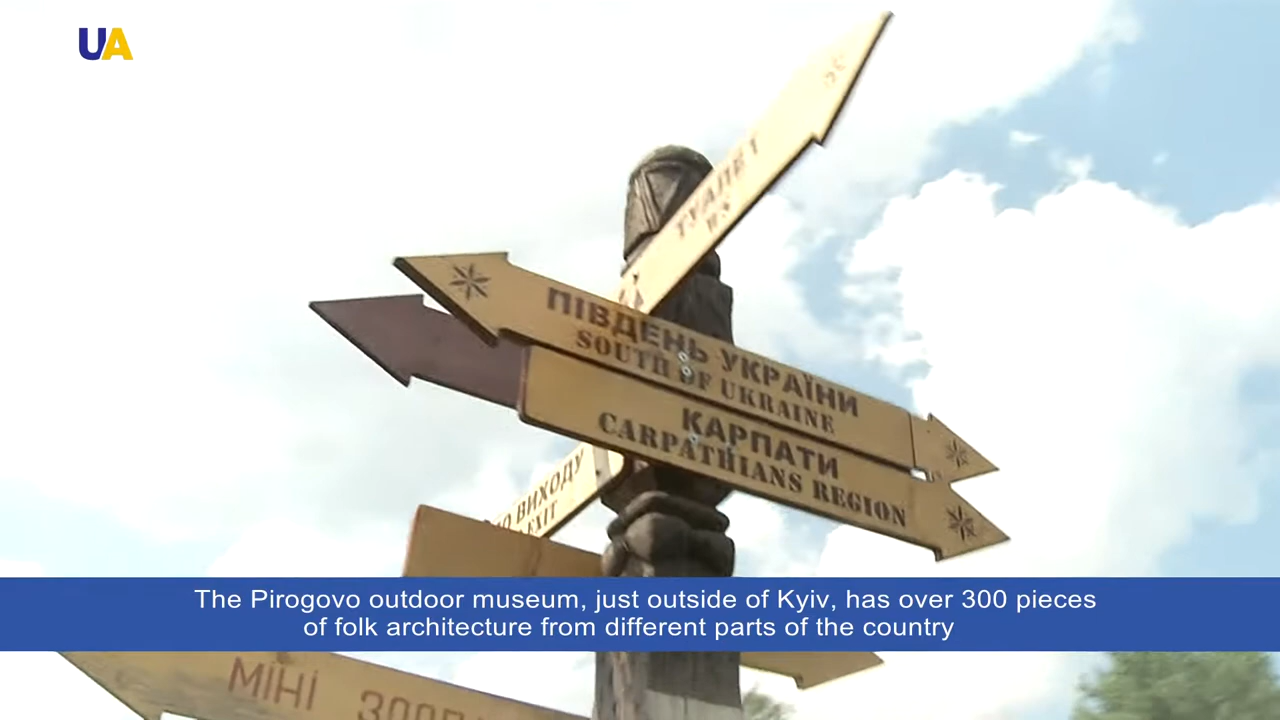 UA
ТУАЛЕТ
ПІВДЕНЬ УКРАЇНИ
SOUTH OF UKRAINE
КАРПАТИ
CARPATHIANS REGION
ДО ВИХОДУ
EXIT
The Pirogovo outdoor museum, just outside of Kyiv, has over 300 pieces
of folk architecture from different parts of the country
МІНІ